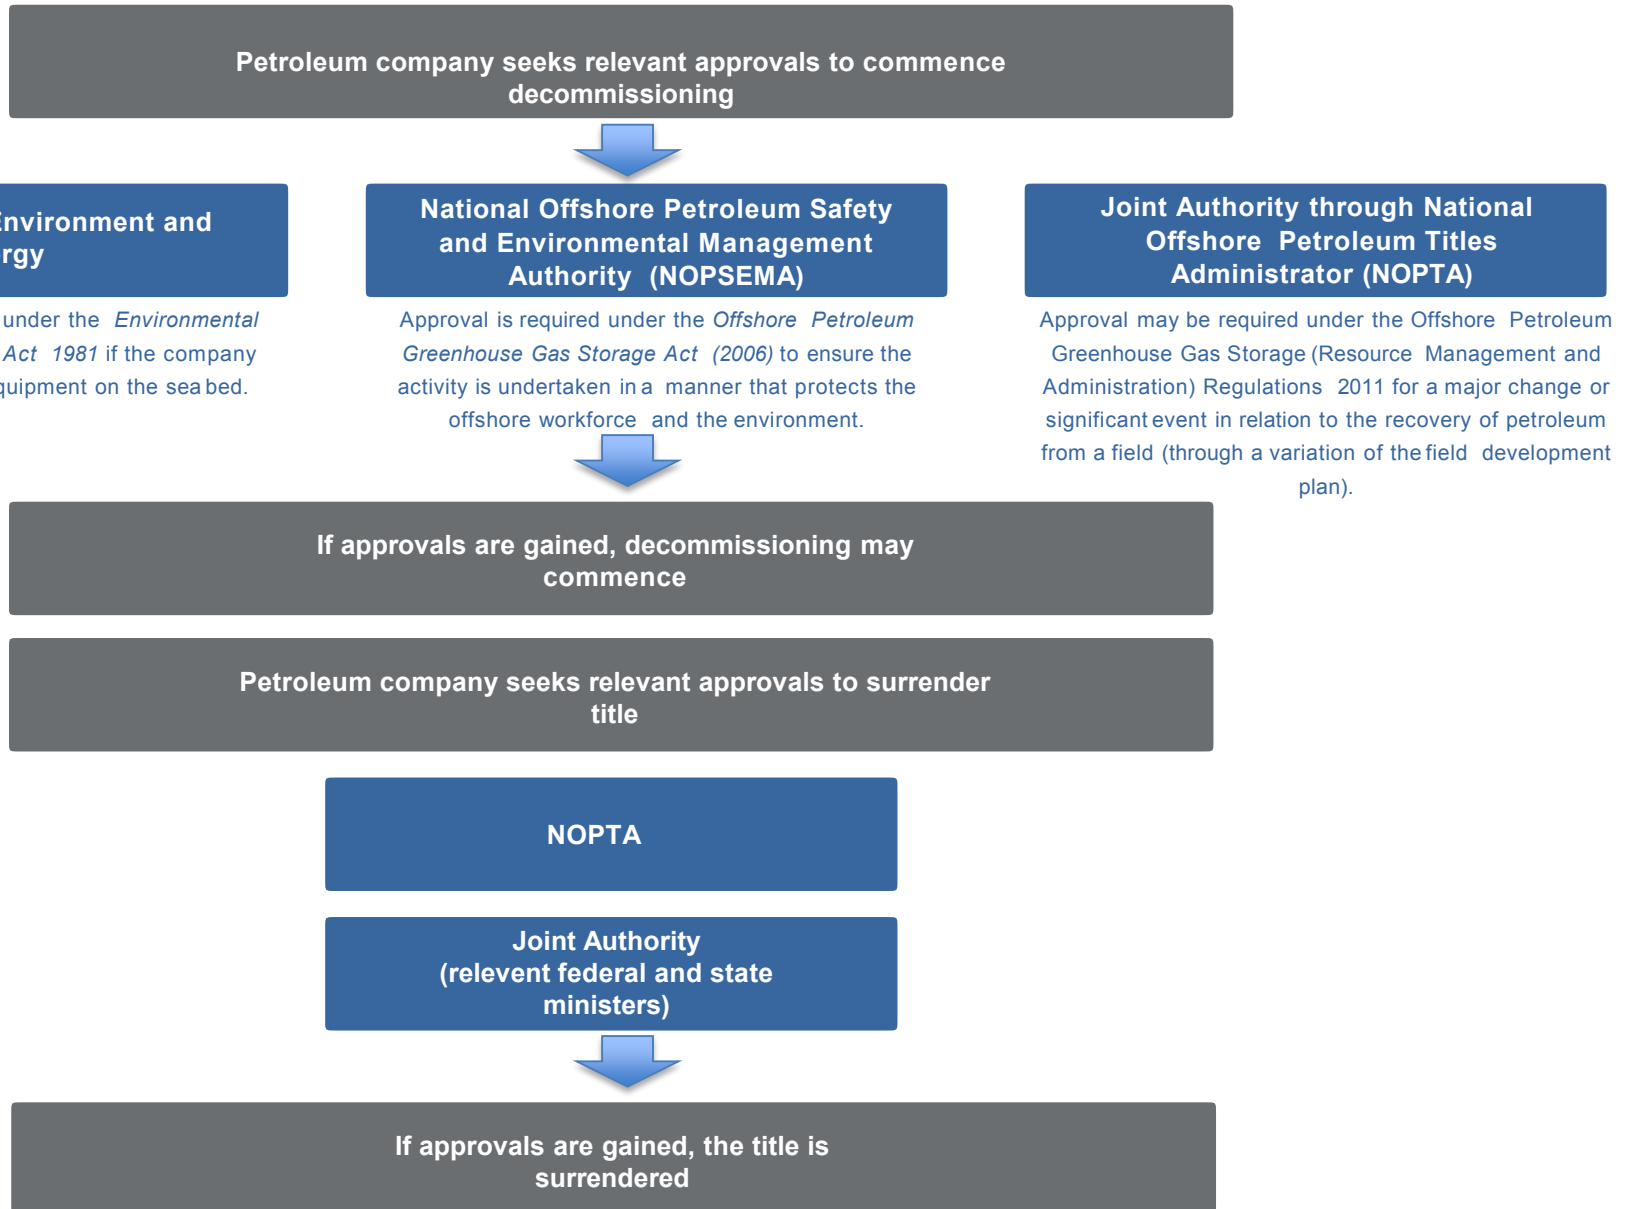 Petroleum company seeks relevant approvals to commence
decommissioning
Environment and
National Offshore Petroleum Safety
and Environmental Management
Authority (NOPSEMA)
Joint Authority through National
Offshore Petroleum Titles
Administrator (NOPTA)
under the Environmental
Act 1981 if the company
on the sea bed.
Approval is required under the Offshore Petroleum
Greenhouse Gas Storage Act (2006) to ensure the
activity is undertaken in a manner that protects the
offshore workforce and the environment.
Approval may be required under the Offshore Petroleum
Greenhouse Gas Storage (Resource Management and
Administration) Regulations 2011 for a major change or
significant event in relation to the recovery of petroleum
from a field (through a variation of the field development
plan).
If approvals are gained, decommissioning may
commence
Petroleum company seeks relevant approvals to surrender
title
NOPTA
Joint Authority
(relevent federal and state
ministers)
If approvals are gained, the title is
surrendered